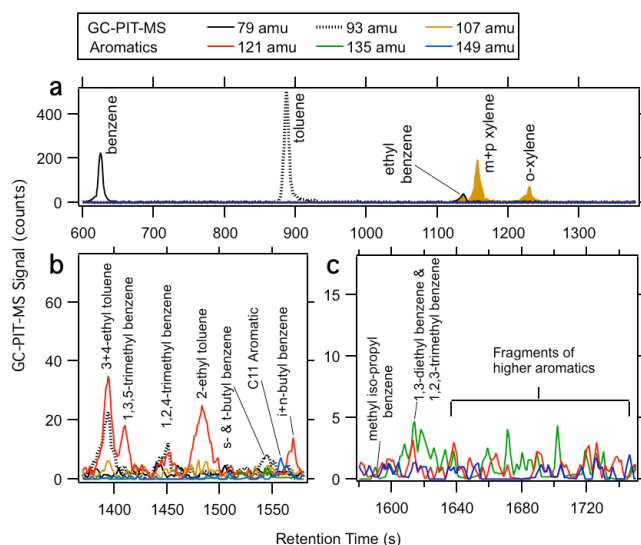 GC-PIT-MS
Aromatics
79 amu
93 amu
107 amu
121 amu
135 amu
149 amu
a
benzene
toluene
ethyl
benzene
m+p xylene
o-xylene
400
200
0
600 700 800 900 1000 1100 1200 1300
GC-PIT-MS Signal (counts)
b
3+4-ethyl toluene
1,3,5-trimethyl benzene
1,2,4-trimethyl benzene
2-ethyl toluene
s- & t-butyl benzene
C11 Aromatic
i+n-butyl benzene
60
40
20
0
1400 1450 1500 1550
c
methyl iso-propyl
benzene
1,3-diethyl benzene &
1,2,3-trimethyl benzene
Fragments of
higher aromatics
15
10
5
0
1600 1640 1680 1720
Retention Time (s)